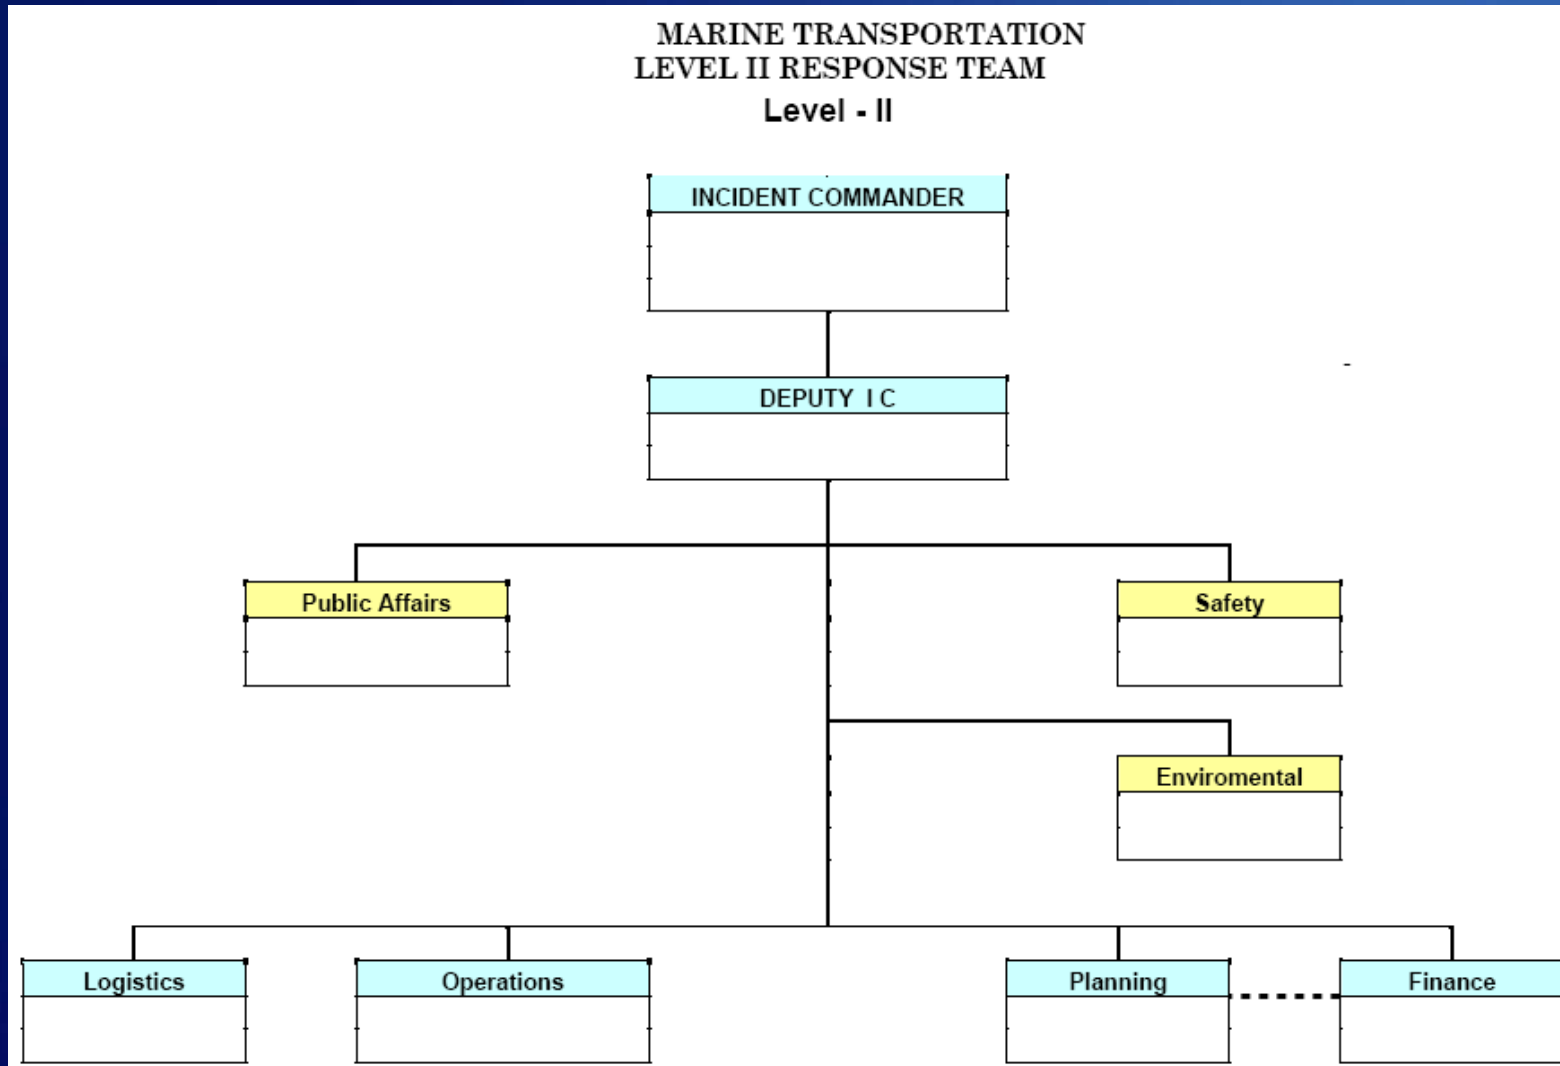 MARINE TRANSPORTATION
LEVEL II RESPONSE TEAM
Level - II
INCIDENT COMMANDER
DEPUTY I C
Public Affairs
Safety
Enviromental
Logistics
Operations
Planning
Finance